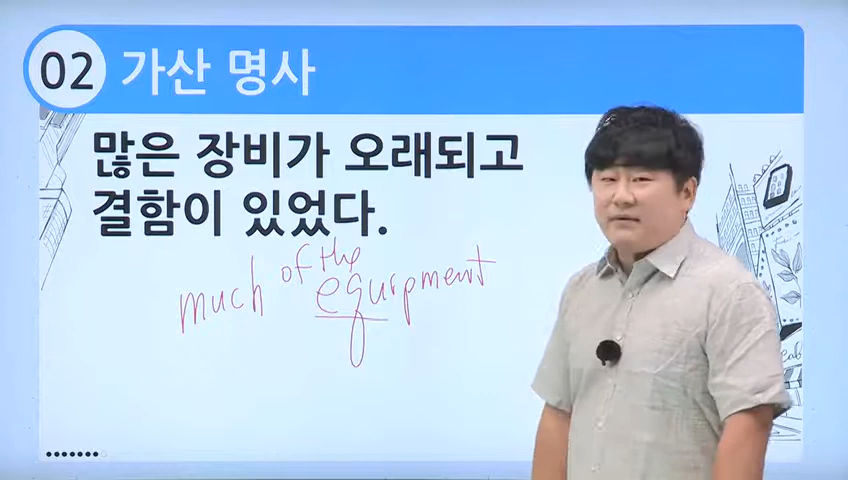 02 가산 명사
많은 장비가 오래되고
결함이 있었다.
much of the equipment